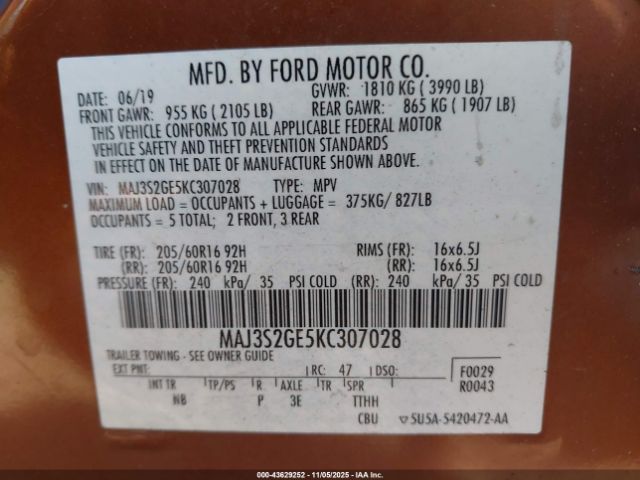 MFD. BY FORD MOTOR CO.
DATE: 06/19 GVWR: 1810 KG ( 3990 LB)
FRONT GAWR: 955 KG ( 2105 LB) REAR GAWR: 865 KG ( 1907 LB)
THIS VEHICLE CONFORMS TO ALL APPLICABLE FEDERAL MOTOR
VEHICLE SAFETY AND THEFT PREVENTION STANDARDS
IN EFFECT ON THE DATE OF MANUFACTURE SHOWN ABOVE.
VIN: MAJ3S2GE5KC307028 TYPE: MPV
MAXIMUM LOAD = OCCUPANTS + LUGGAGE = 375KG/ 827LB
OCCUPANTS = 5 TOTAL; 2 FRONT, 3 REAR
TIRE (FR): 205/60R16 92H RIMS (FR): 16x6.5J
(RR): 205/60R16 92H (RR): 16x6.5J
PRESSURE (FR): 240 kPa/ 35 PSI COLD (RR): 240 kPa/ 35 PSI COLD
MAJ3S2GE5KC307028
TRAILER TOWING - SEE OWNER GUIDE
EXT PNT: RC: 47 DSO: F0029
INT TR TP/PS R AXLE TR SPR R0043
NB P 3E TTHH
CBU 5U5A-5420472-AA
000-43629252 - 11/05/2025 - IAAI.CA